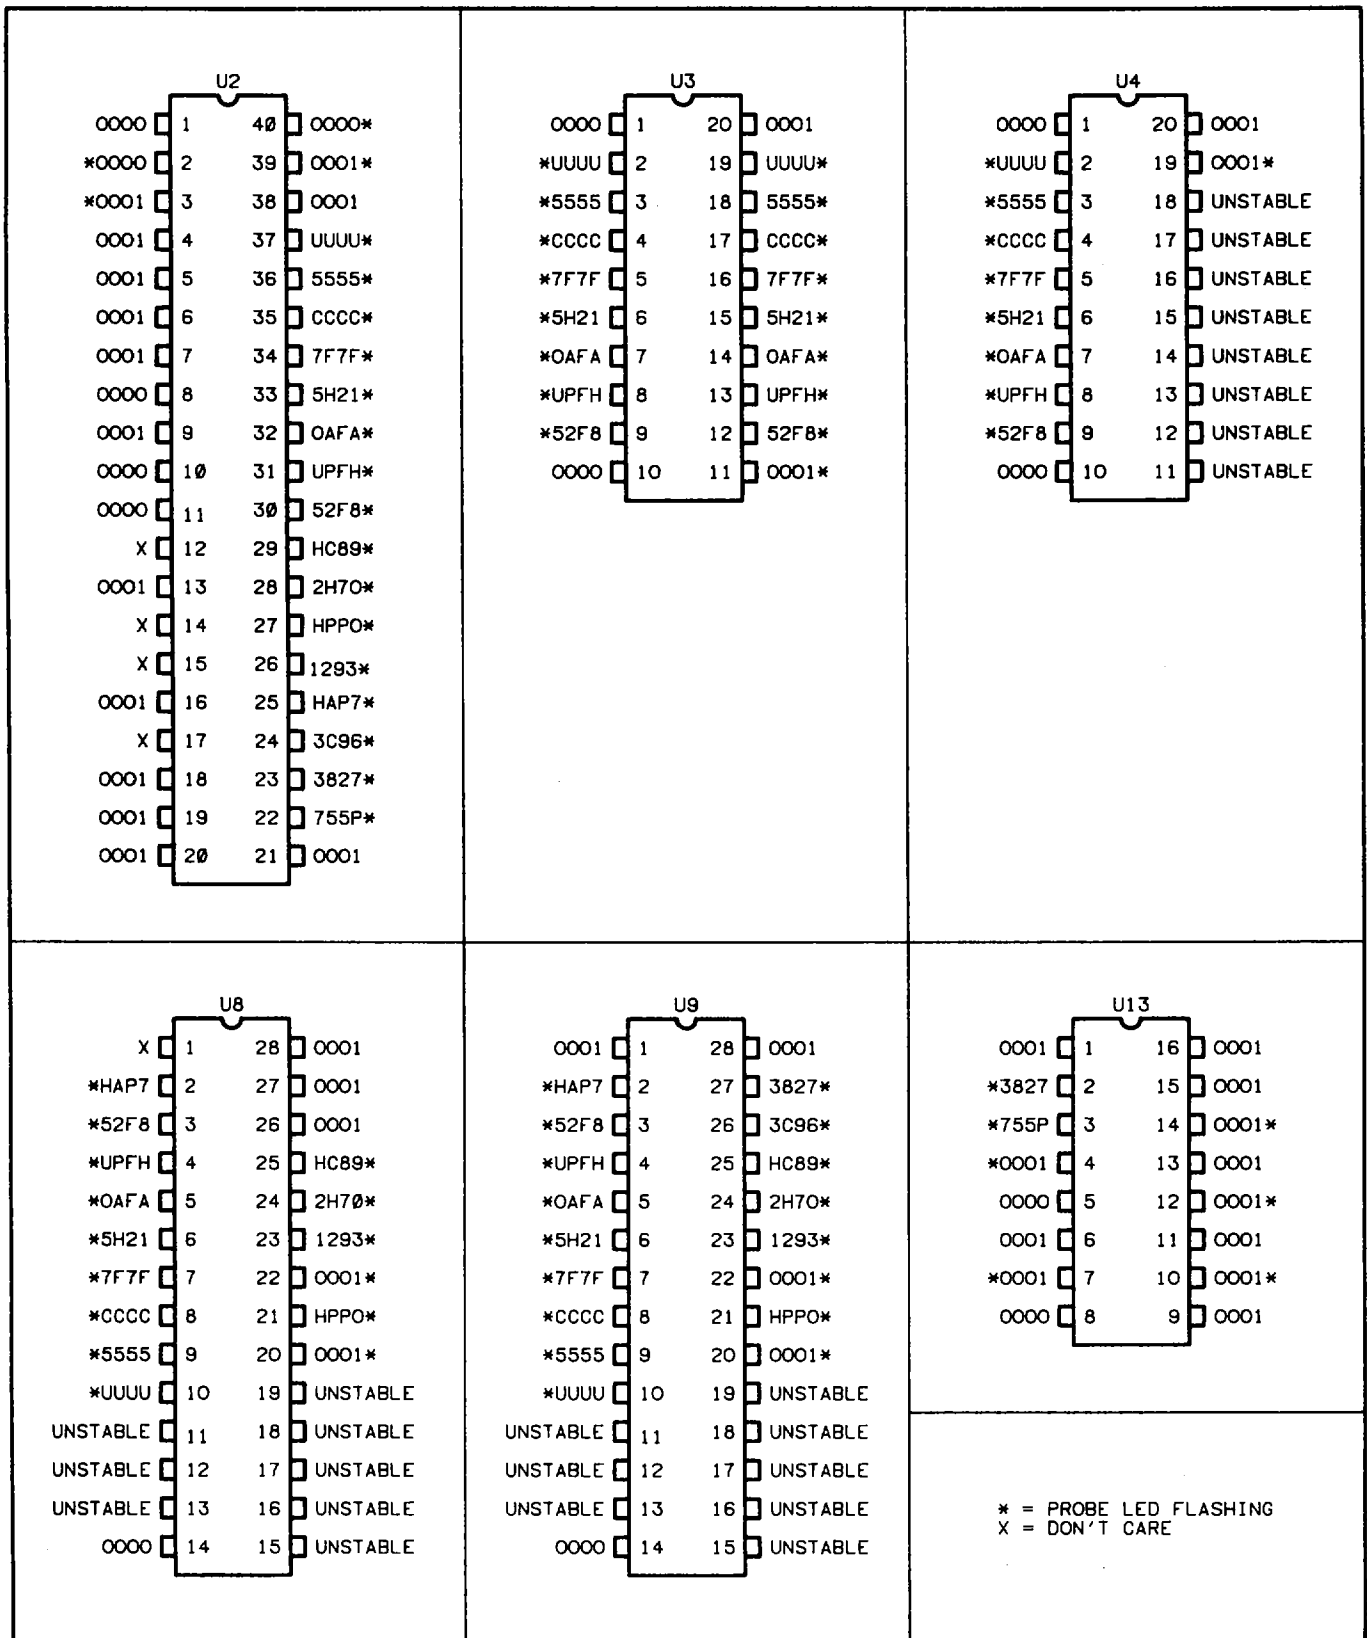 U2
0000 1 40 0000*
*0000 2 39 0001*
*0001 3 38 0001
0001 4 37 UUUU*
0001 5 36 5555*
0001 6 35 CCCC*
0001 7 34 7F7F*
0000 8 33 5H21*
0001 9 32 0AFA*
0000 10 31 UPFH*
0000 11 30 52F8*
X 12 29 HC89*
0001 13 28 2H70*
X 14 27 HPP0*
X 15 26 1293*
0001 16 25 HAP7*
X 17 24 3C96*
0001 18 23 3827*
0001 19 22 755P*
0001 20 21 0001
U3
0000 1 20 0001
*UUUU 2 19 UUUU*
*5555 3 18 5555*
*CCCC 4 17 CCCC*
*7F7F 5 16 7F7F*
*5H21 6 15 5H21*
*0AFA 7 14 0AFA*
*UPFH 8 13 UPFH*
*52F8 9 12 52F8*
0000 10 11 0001*
U4
0000 1 20 0001
*UUUU 2 19 0001*
*5555 3 18 UNSTABLE
*CCCC 4 17 UNSTABLE
*7F7F 5 16 UNSTABLE
*5H21 6 15 UNSTABLE
*0AFA 7 14 UNSTABLE
*UPFH 8 13 UNSTABLE
*52F8 9 12 UNSTABLE
0000 10 11 UNSTABLE
U8
X 1 28 0001
*HAP7 2 27 0001
*52F8 3 26 0001
*UPFH 4 25 HC89*
*0AFA 5 24 2H70*
*5H21 6 23 1293*
*7F7F 7 22 0001*
*CCCC 8 21 HPP0*
*5555 9 20 0001*
*UUUU 10 19 UNSTABLE
UNSTABLE 11 18 UNSTABLE
UNSTABLE 12 17 UNSTABLE
UNSTABLE 13 16 UNSTABLE
0000 14 15 UNSTABLE
U9
0001 1 28 0001
*HAP7 2 27 3827*
*52F8 3 26 3C96*
*UPFH 4 25 HC89*
*0AFA 5 24 2H70*
*5H21 6 23 1293*
*7F7F 7 22 0001*
*CCCC 8 21 HPP0*
*5555 9 20 0001*
*UUUU 10 19 UNSTABLE
UNSTABLE 11 18 UNSTABLE
UNSTABLE 12 17 UNSTABLE
UNSTABLE 13 16 UNSTABLE
0000 14 15 UNSTABLE
U13
0001 1 16 0001
*3827 2 15 0001
*755P 3 14 0001*
*0001 4 13 0001
0000 5 12 0001*
0001 6 11 0001
*0001 7 10 0001*
0000 8 9 0001
* = PROBE LED FLASHING
X = DON'T CARE